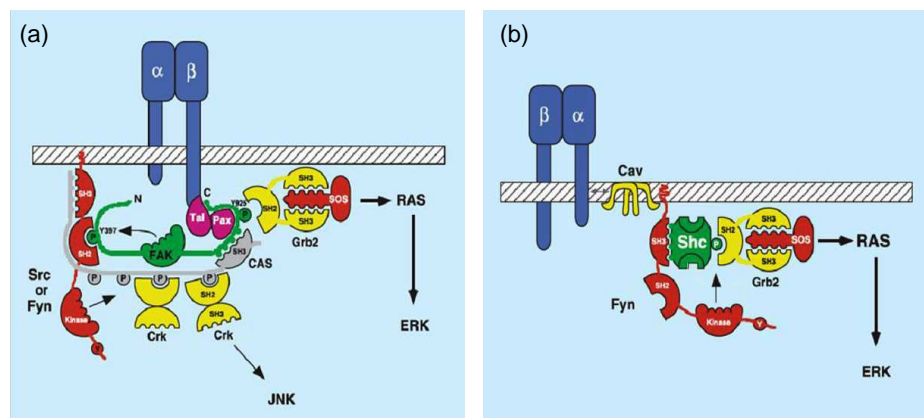 (a)
α β
SH3
N
C
Y925
P
SH2
SH3
SH3
SOS
RAS
Grb2
Y397
P
SH2
Tal
Pax
FAK
SH3
CAS
Src
or
Fyn
P P P P
Kinase
Y
SH2
SH3
Crk
Crk
ERK
JNK
(b)
β α
Cav
SH3
Shc
P
SH2
SH3
SH3
SOS
RAS
Grb2
Fyn
SH2
Kinase
Y
ERK